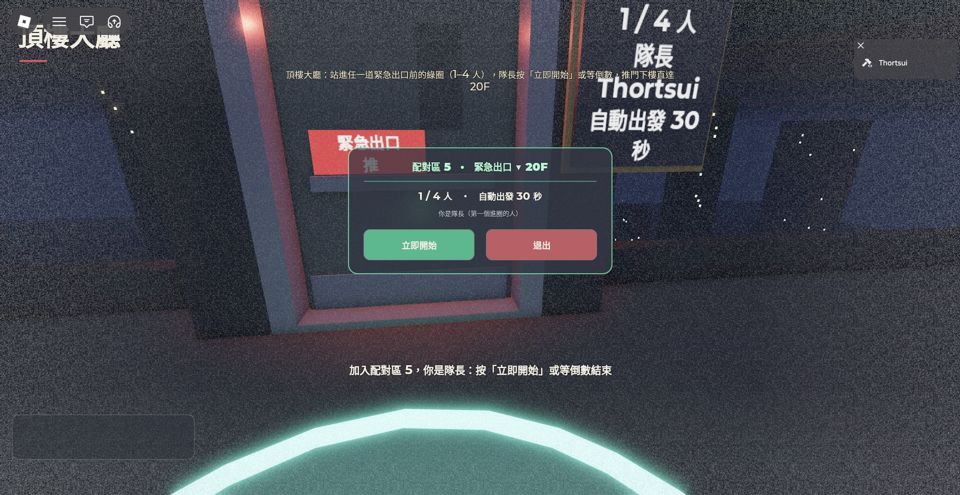 頂樓大廳
頂樓大廳：站進任一道緊急出口前的綠圈（1–4 人），隊長按「立即開始」或等倒數，推門下樓直達
20F
1 / 4 人
隊長
Thortsui
自動出發 30
秒
Thortsui
緊急出口
推
配對區 5 • 緊急出口 ▼ 20F
1 / 4 人 • 自動出發 30 秒
你是隊長（第一個進圈的人）
立即開始
退出
加入配對區 5，你是隊長：按「立即開始」或等倒數結束